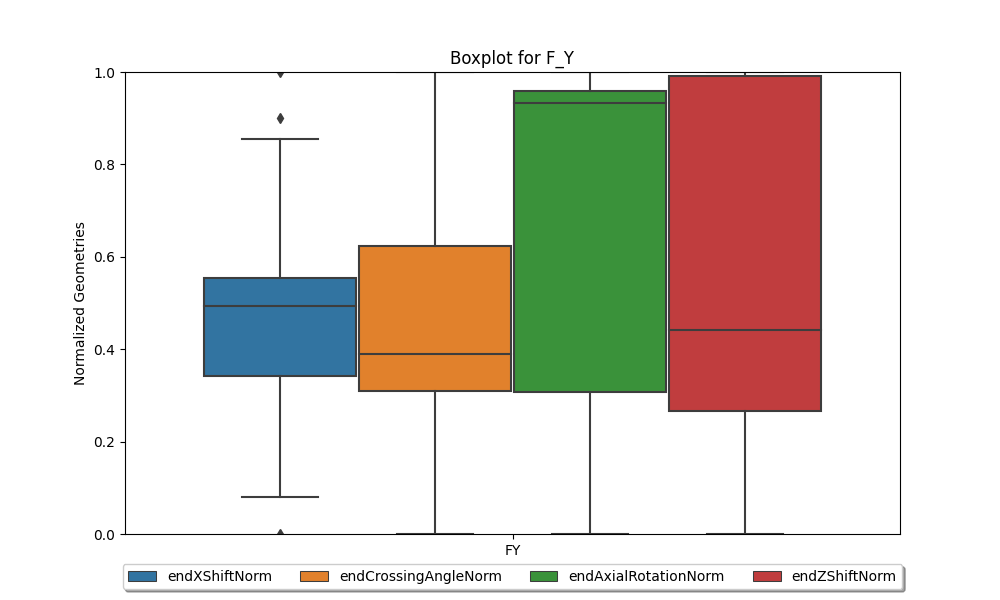 Boxplot for F_Y
1.0
0.8
0.6
0.4
0.2
0.0
Normalized Geometries
FY
endXShiftNorm endCrossingAngleNorm endAxialRotationNorm endZShiftNorm